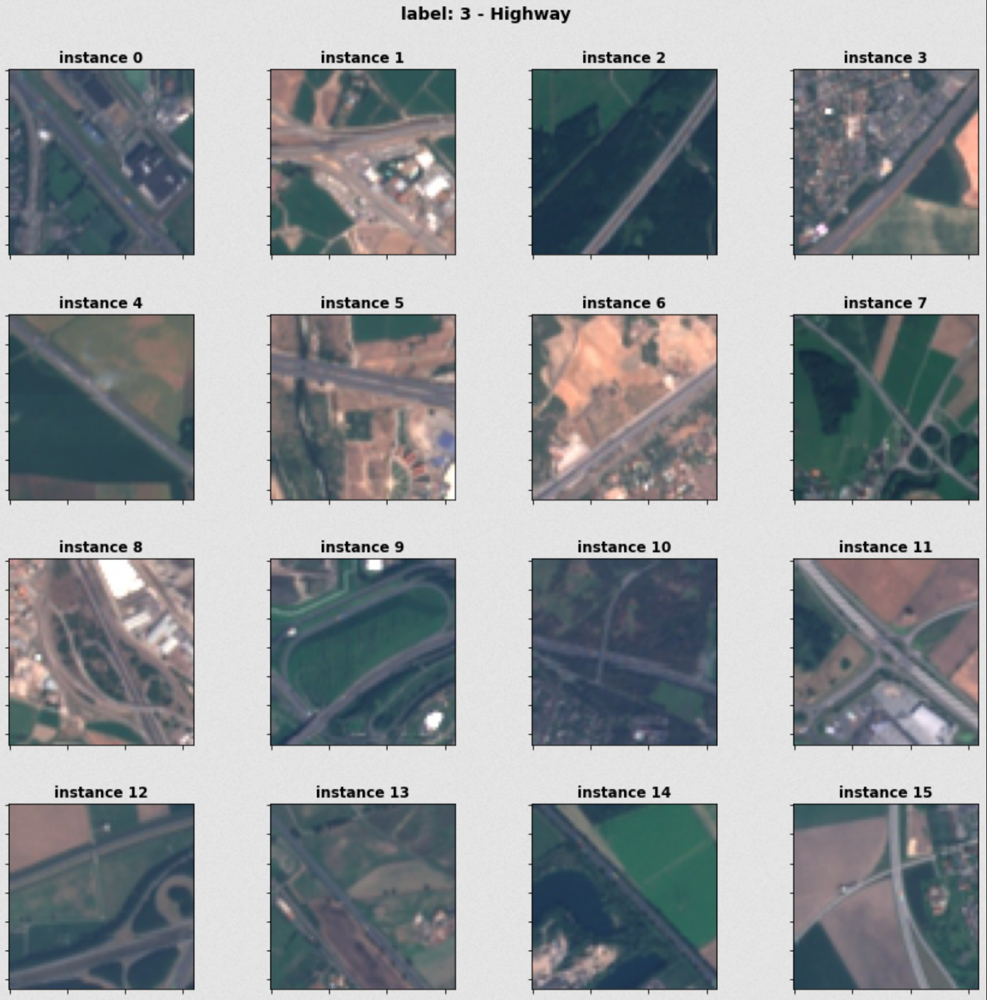 label: 3 - Highway
instance 0
instance 1
instance 2
instance 3
instance 4
instance 5
instance 6
instance 7
instance 8
instance 9
instance 10
instance 11
instance 12
instance 13
instance 14
instance 15